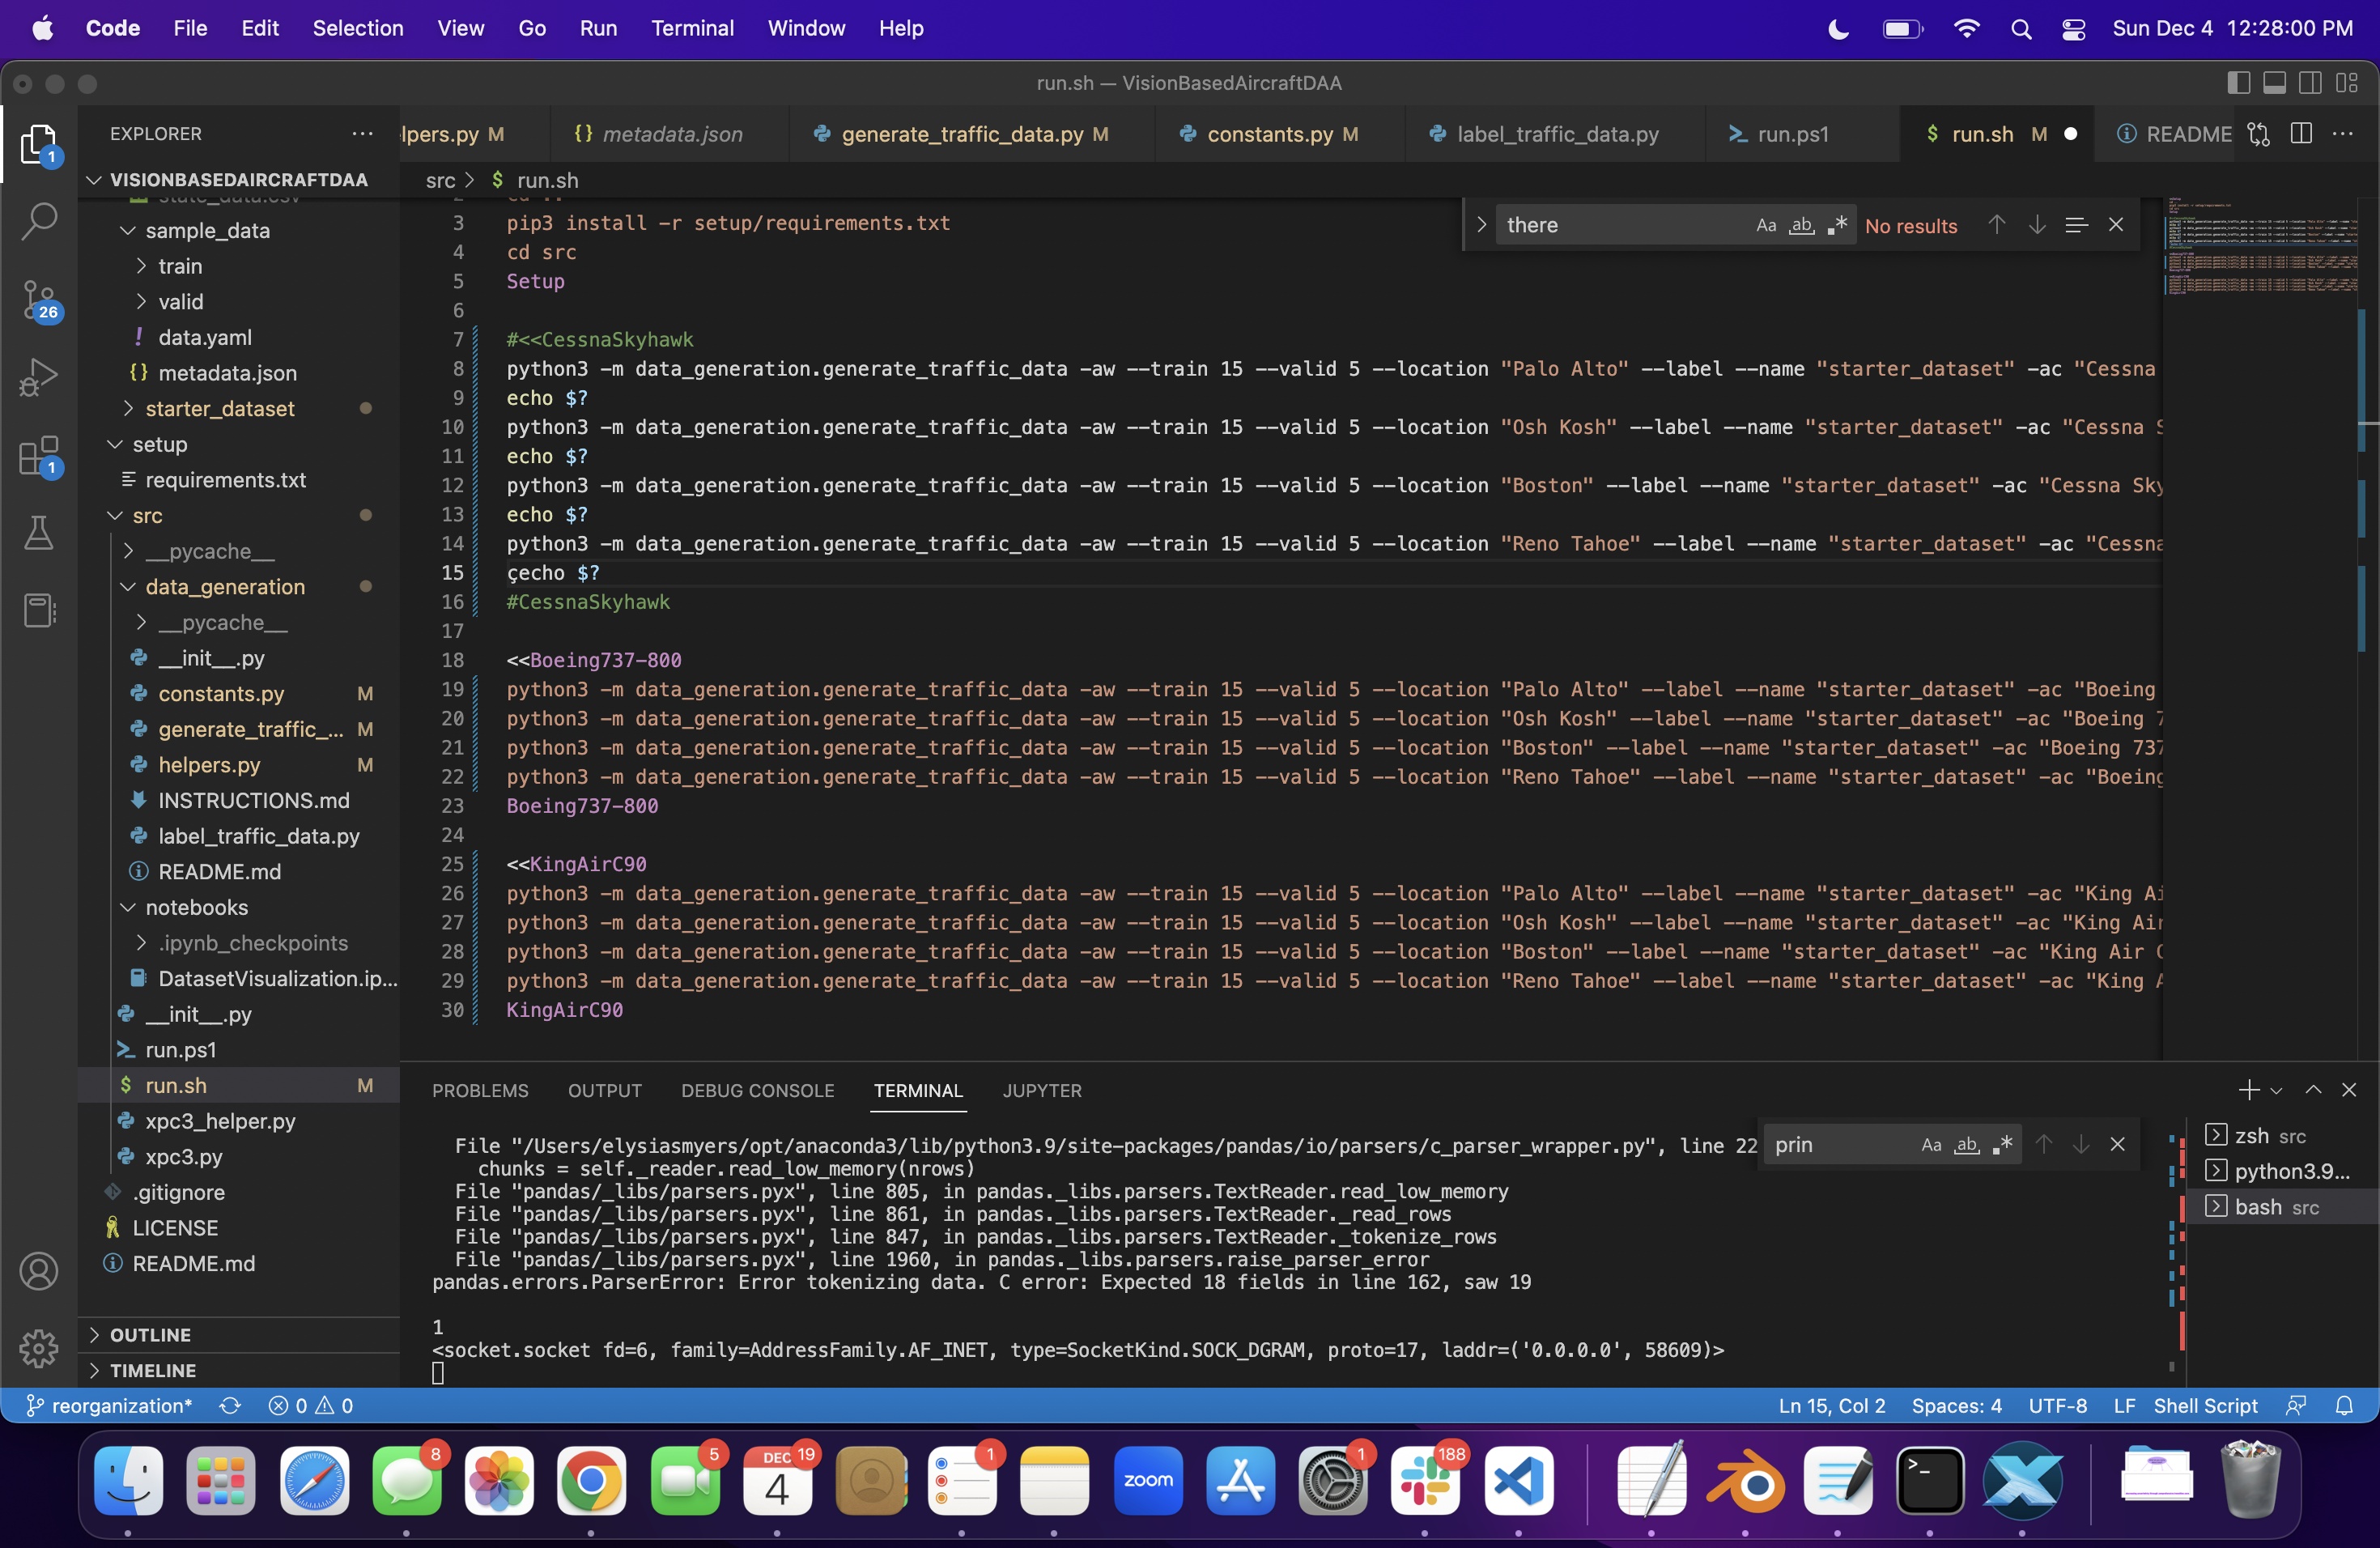 Code File Edit Selection View Go Run Terminal Window Help Sun Dec 4 12:28:00 PM
run.sh — VisionBasedAircraftDAA
EXPLORER
lpers.py M metadata.json generate_traffic_data.py M constants.py M label_traffic_data.py run.ps1 run.sh M README
VISIONBASEDAIRCRAFTDAA
src > $ run.sh
state_data.csv
sample_data
train
valid
data.yaml
metadata.json
starter_dataset
setup
requirements.txt
src
__pycache__
data_generation
__pycache__
__init__.py
constants.py M
generate_traffic_... M
helpers.py M
INSTRUCTIONS.md
label_traffic_data.py
README.md
notebooks
.ipynb_checkpoints
DatasetVisualization.ip...
__init__.py
run.ps1
run.sh M
xpc3_helper.py
xpc3.py
.gitignore
LICENSE
README.md
OUTLINE
TIMELINE
1
26
1
there Aa ab .* No results
3 pip3 install -r setup/requirements.txt
4 cd src
5 Setup
6
7 #<<CessnaSkyhawk
8 python3 -m data_generation.generate_traffic_data -aw --train 15 --valid 5 --location "Palo Alto" --label --name "starter_dataset" -ac "Cessna
9 echo $?
10 python3 -m data_generation.generate_traffic_data -aw --train 15 --valid 5 --location "Osh Kosh" --label --name "starter_dataset" -ac "Cessna S
11 echo $?
12 python3 -m data_generation.generate_traffic_data -aw --train 15 --valid 5 --location "Boston" --label --name "starter_dataset" -ac "Cessna Sky
13 echo $?
14 python3 -m data_generation.generate_traffic_data -aw --train 15 --valid 5 --location "Reno Tahoe" --label --name "starter_dataset" -ac "Cessna
15 çecho $?
16 #CessnaSkyhawk
17
18 <<Boeing737-800
19 python3 -m data_generation.generate_traffic_data -aw --train 15 --valid 5 --location "Palo Alto" --label --name "starter_dataset" -ac "Boeing
20 python3 -m data_generation.generate_traffic_data -aw --train 15 --valid 5 --location "Osh Kosh" --label --name "starter_dataset" -ac "Boeing 7
21 python3 -m data_generation.generate_traffic_data -aw --train 15 --valid 5 --location "Boston" --label --name "starter_dataset" -ac "Boeing 737
22 python3 -m data_generation.generate_traffic_data -aw --train 15 --valid 5 --location "Reno Tahoe" --label --name "starter_dataset" -ac "Boeing
23 Boeing737-800
24
25 <<KingAirC90
26 python3 -m data_generation.generate_traffic_data -aw --train 15 --valid 5 --location "Palo Alto" --label --name "starter_dataset" -ac "King Ai
27 python3 -m data_generation.generate_traffic_data -aw --train 15 --valid 5 --location "Osh Kosh" --label --name "starter_dataset" -ac "King Air
28 python3 -m data_generation.generate_traffic_data -aw --train 15 --valid 5 --location "Boston" --label --name "starter_dataset" -ac "King Air C
29 python3 -m data_generation.generate_traffic_data -aw --train 15 --valid 5 --location "Reno Tahoe" --label --name "starter_dataset" -ac "King A
30 KingAirC90
PROBLEMS OUTPUT DEBUG CONSOLE TERMINAL JUPYTER
prin Aa ab .*
File "/Users/elysiasmyers/opt/anaconda3/lib/python3.9/site-packages/pandas/io/parsers/c_parser_wrapper.py", line 22
chunks = self._reader.read_low_memory(nrows)
File "pandas/_libs/parsers.pyx", line 805, in pandas._libs.parsers.TextReader.read_low_memory
File "pandas/_libs/parsers.pyx", line 861, in pandas._libs.parsers.TextReader._read_rows
File "pandas/_libs/parsers.pyx", line 847, in pandas._libs.parsers.TextReader._tokenize_rows
File "pandas/_libs/parsers.pyx", line 1960, in pandas._libs.parsers.raise_parser_error
pandas.errors.ParserError: Error tokenizing data. C error: Expected 18 fields in line 162, saw 19
1
<socket.socket fd=6, family=AddressFamily.AF_INET, type=SocketKind.SOCK_DGRAM, proto=17, laddr=('0.0.0.0', 58609)>
zsh src
python3.9...
bash src
reorganization* 0 0 Ln 15, Col 2 Spaces: 4 UTF-8 LF Shell Script
8 5 DEC 4 19 1 zoom 1 188